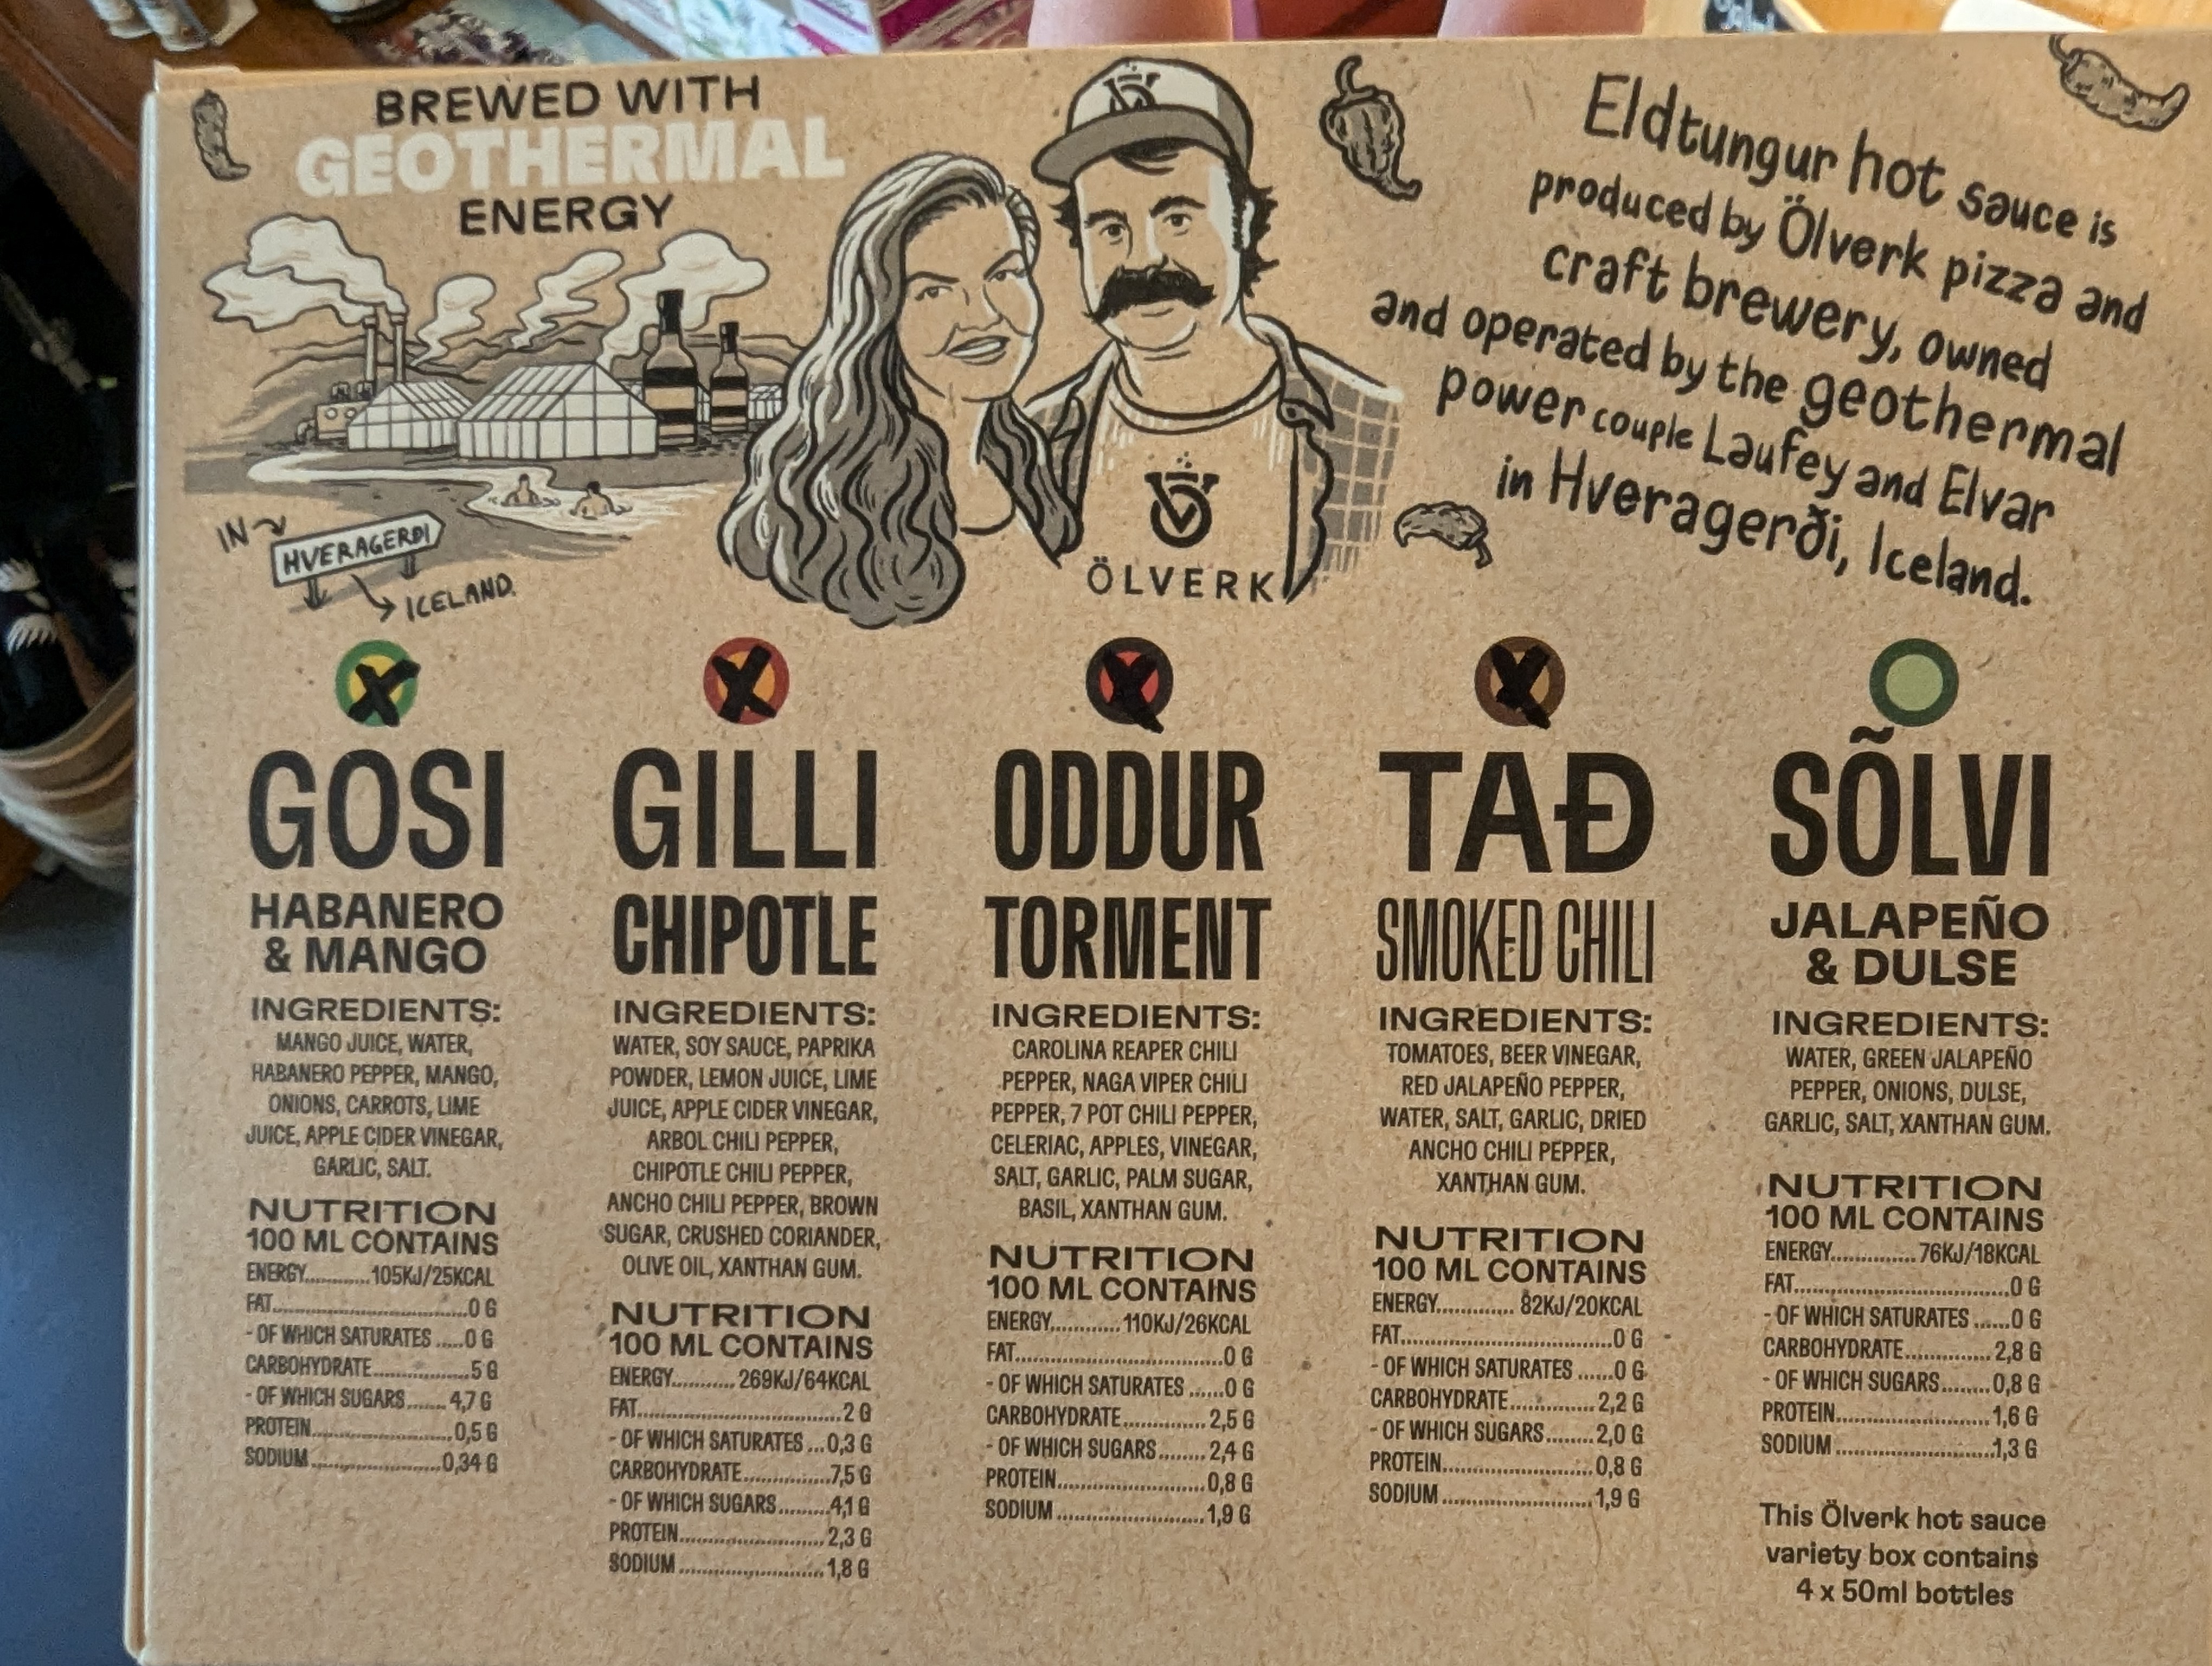 BREWED WITH
GEOTHERMAL
ENERGY
IN
HVERAGERÐI
ICELAND.
ÖLVERK
Eldtungur hot sauce is
produced by Ölverk pizza and
craft brewery, owned
and operated by the geothermal
power couple Laufey and Elvar
in Hveragerði, Iceland.
GOSI
HABANERO
& MANGO
INGREDIENTS:
MANGO JUICE, WATER,
HABANERO PEPPER, MANGO,
ONIONS, CARROTS, LIME
JUICE, APPLE CIDER VINEGAR,
GARLIC, SALT.
NUTRITION
100 ML CONTAINS
ENERGY............105KJ/25KCAL
FAT...................................0 G
- OF WHICH SATURATES .....0 G
CARBOHYDRATE.................5 G
- OF WHICH SUGARS.......4,7 G
PROTEIN...........................0,5 G
SODIUM.......................0,34 G
GILLI
CHIPOTLE
INGREDIENTS:
WATER, SOY SAUCE, PAPRIKA
POWDER, LEMON JUICE, LIME
JUICE, APPLE CIDER VINEGAR,
ARBOL CHILI PEPPER,
CHIPOTLE CHILI PEPPER,
ANCHO CHILI PEPPER, BROWN
SUGAR, CRUSHED CORIANDER,
OLIVE OIL, XANTHAN GUM.
NUTRITION
100 ML CONTAINS
ENERGY........... 269KJ/64KCAL
FAT....................................2 G
- OF WHICH SATURATES ...0,3 G
CARBOHYDRATE...............7,5 G
- OF WHICH SUGARS.........4,1 G
PROTEIN.........................2,3 G
SODIUM.........................1,8 G
ODDUR
TORMENT
INGREDIENTS:
CAROLINA REAPER CHILI
PEPPER, NAGA VIPER CHILI
PEPPER, 7 POT CHILI PEPPER,
CELERIAC, APPLES, VINEGAR,
SALT, GARLIC, PALM SUGAR,
BASIL, XANTHAN GUM.
NUTRITION
100 ML CONTAINS
ENERGY............110KJ/26KCAL
FAT.....................................0 G
- OF WHICH SATURATES ......0 G
CARBOHYDRATE...............2,5 G
- OF WHICH SUGARS.........2,4 G
PROTEIN...........................0,8 G
SODIUM...........................1,9 G
TAÐ
SMOKED CHILI
INGREDIENTS:
TOMATOES, BEER VINEGAR,
RED JALAPEÑO PEPPER,
WATER, SALT, GARLIC, DRIED
ANCHO CHILI PEPPER,
XANTHAN GUM.
NUTRITION
100 ML CONTAINS
ENERGY.............. 82KJ/20KCAL
FAT......................................0 G
- OF WHICH SATURATES ......0 G
CARBOHYDRATE...............2,2 G
- OF WHICH SUGARS.........2,0 G
PROTEIN...........................0,8 G
SODIUM...........................1,9 G
SÕLVI
JALAPEÑO
& DULSE
INGREDIENTS:
WATER, GREEN JALAPEÑO
PEPPER, ONIONS, DULSE,
GARLIC, SALT, XANTHAN GUM.
NUTRITION
100 ML CONTAINS
ENERGY...............76KJ/18KCAL
FAT.......................................0 G
- OF WHICH SATURATES ......0 G
CARBOHYDRATE...............2,8 G
- OF WHICH SUGARS.........0,8 G
PROTEIN............................1,6 G
SODIUM............................1,3 G
This Ölverk hot sauce
variety box contains
4 x 50ml bottles